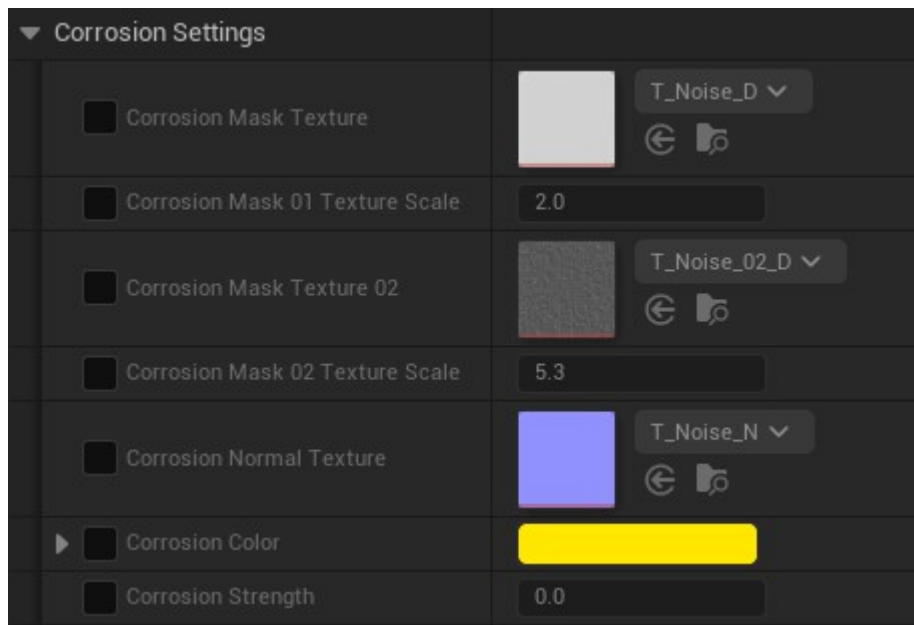 Corrosion Settings
Corrosion Mask Texture
T_Noise_D
Corrosion Mask 01 Texture Scale
2.0
Corrosion Mask Texture 02
T_Noise_02_D
Corrosion Mask 02 Texture Scale
5.3
Corrosion Normal Texture
T_Noise_N
Corrosion Color
Corrosion Strength
0.0